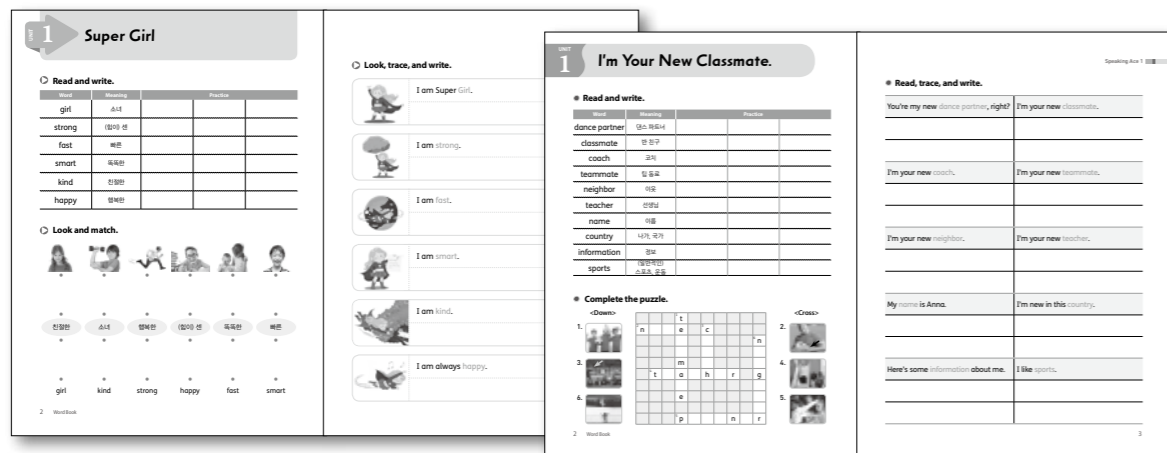 UNIT
1
Super Girl
Read and write.
Word Meaning Practice
girl 소녀
strong (힘이) 센
fast 빠른
smart 똑똑한
kind 친절한
happy 행복한
Look and match.
친절한 소녀 행복한 (힘이) 센 똑똑한 빠른
girl kind strong happy fast smart
2 Word Book
Look, trace, and write.
I am Super Girl.
I am strong.
I am fast.
I am smart.
I am kind.
I am always happy.
UNIT
1
I'm Your New Classmate.
Read and write.
Word Meaning Practice
dance partner 댄스 파트너
classmate 반 친구
coach 코치
teammate 팀 동료
neighbor 이웃
teacher 선생님
name 이름
country 나라, 국가
information 정보
sports (일반적인) 스포츠, 운동
Complete the puzzle.
<Down>
<Cross>
1.
2.
3.
4.
6.
5.
t
n e c
n
m
t a h r g
e
p n r
2 Word Book
Speaking Ace 1
Read, trace, and write.
You're my new dance partner, right? I'm your new classmate.
I'm your new coach. I'm your new teammate.
I'm your new neighbor. I'm your new teacher.
My name is Anna. I'm new in this country.
Here's some information about me. I like sports.
3